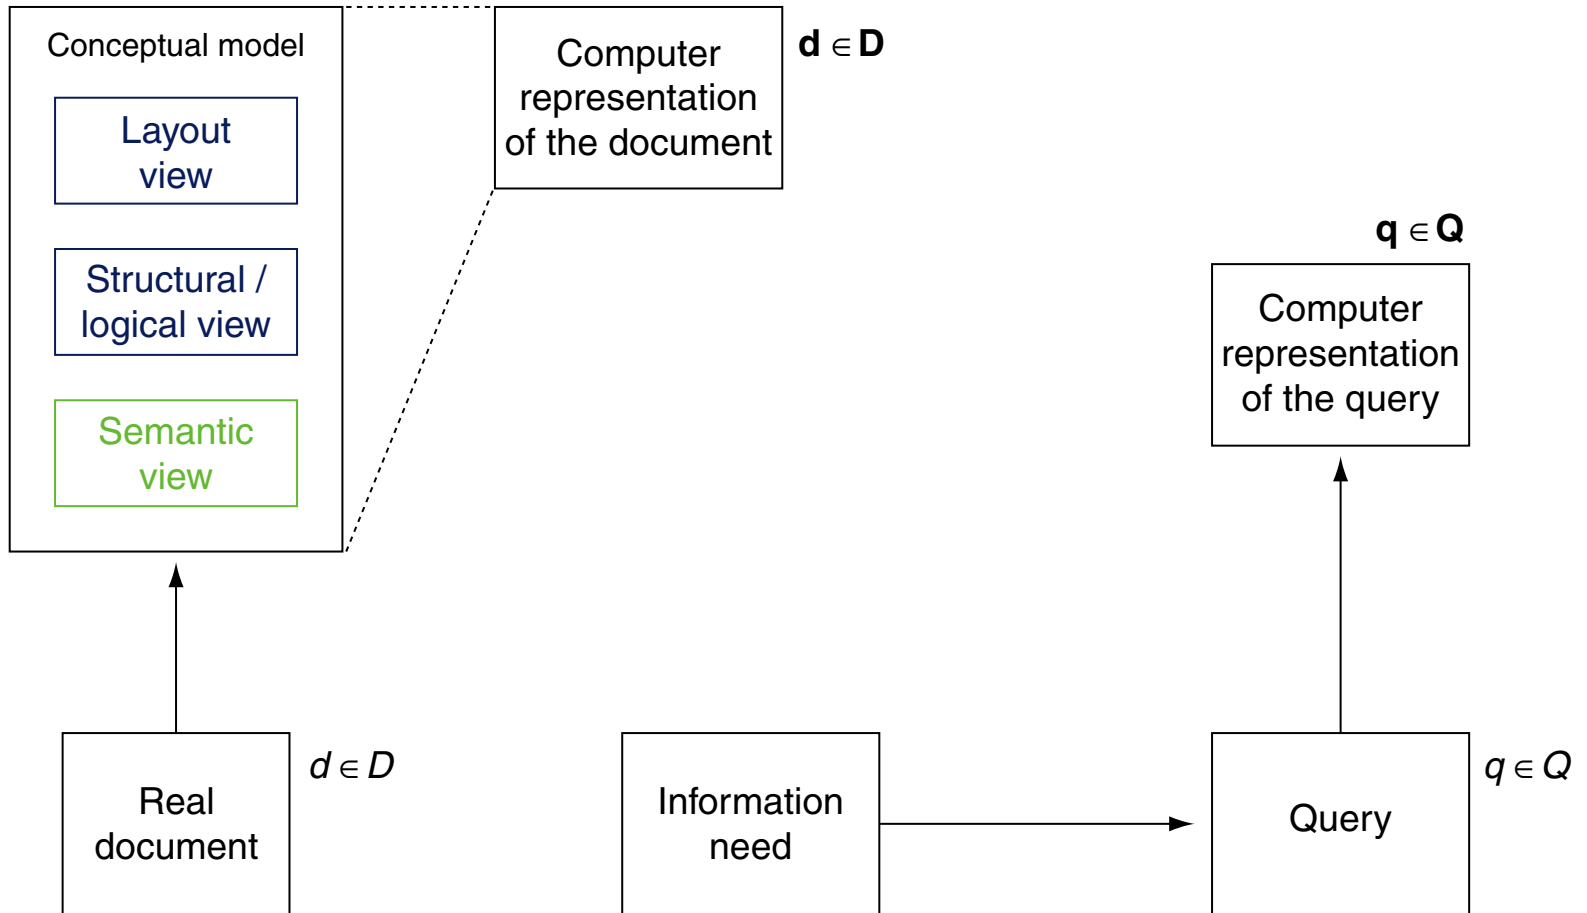 Conceptual model
Layout
view
Structural /
logical view
Semantic
view
Computer
representation
of the document
d ∈ D
q ∈ Q
Computer
representation
of the query
Real
document
d ∈ D
Information
need
Query
q ∈ Q